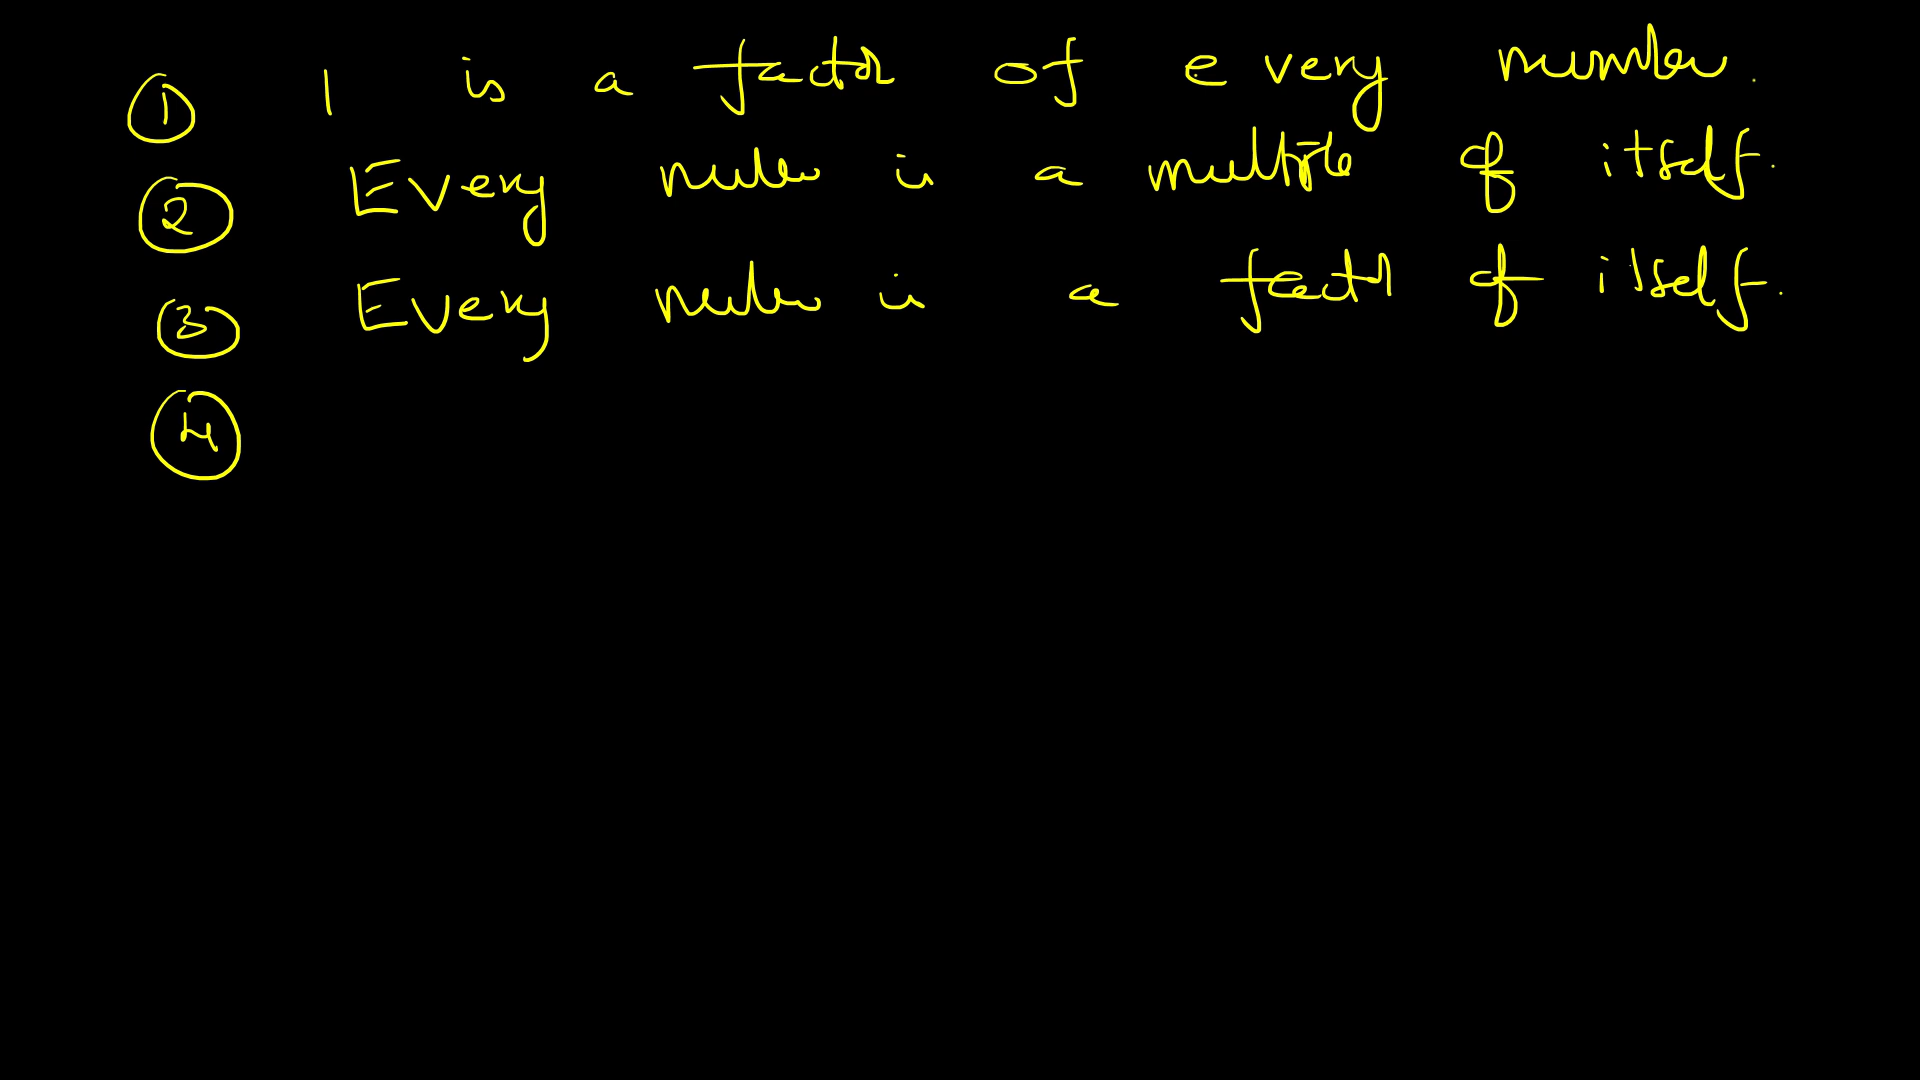 ① 1 is a factor of every number.
② Every number is a multiple of itself.
③ Every number is a factor of itself.
④